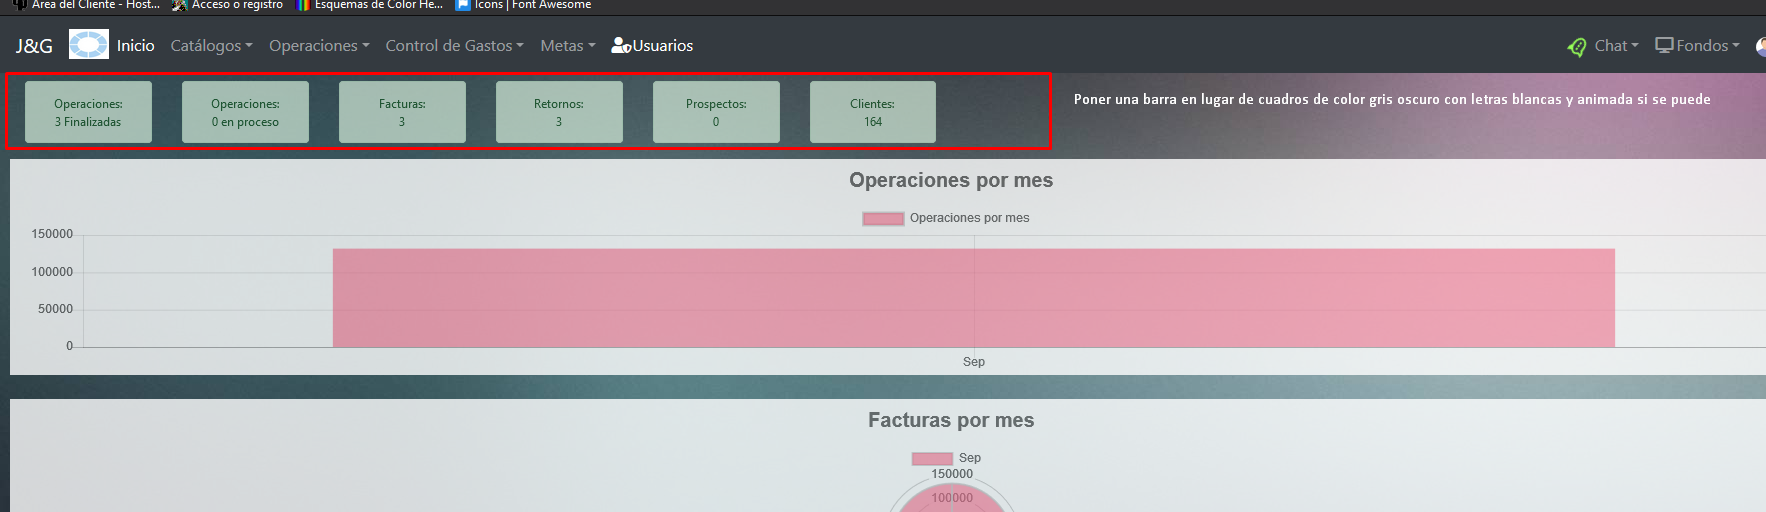 Área del Cliente - Host...
Acceso o registro
Esquemas de Color He...
Icons | Font Awesome
J&G
Inicio
Catálogos
Operaciones
Control de Gastos
Metas
Usuarios
Chat
Fondos
Operaciones:
3 Finalizadas
Operaciones:
0 en proceso
Facturas:
3
Retornos:
3
Prospectos:
0
Clientes:
164
Poner una barra en lugar de cuadros de color gris oscuro con letras blancas y animada si se puede
Operaciones por mes
Operaciones por mes
150000
100000
50000
0
Sep
Facturas por mes
Sep
150000
100000